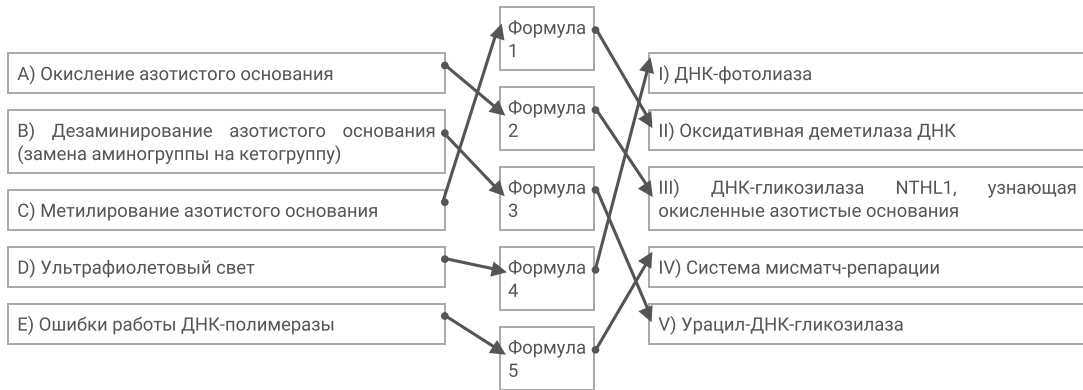 А) Окисление азотистого основания
В) Дезаминирование азотистого основания
(замена аминогруппы на кетогруппу)
С) Метилирование азотистого основания
D) Ультрафиолетовый свет
Е) Ошибки работы ДНК-полимеразы
Формула
1
Формула
2
Формула
3
Формула
4
Формула
5
I) ДНК-фотолиаза
II) Оксидативная деметилаза ДНК
III) ДНК-гликозилаза NTHL1, узнающая
окисленные азотистые основания
IV) Система мисматч-репарации
V) Урацил-ДНК-гликозилаза